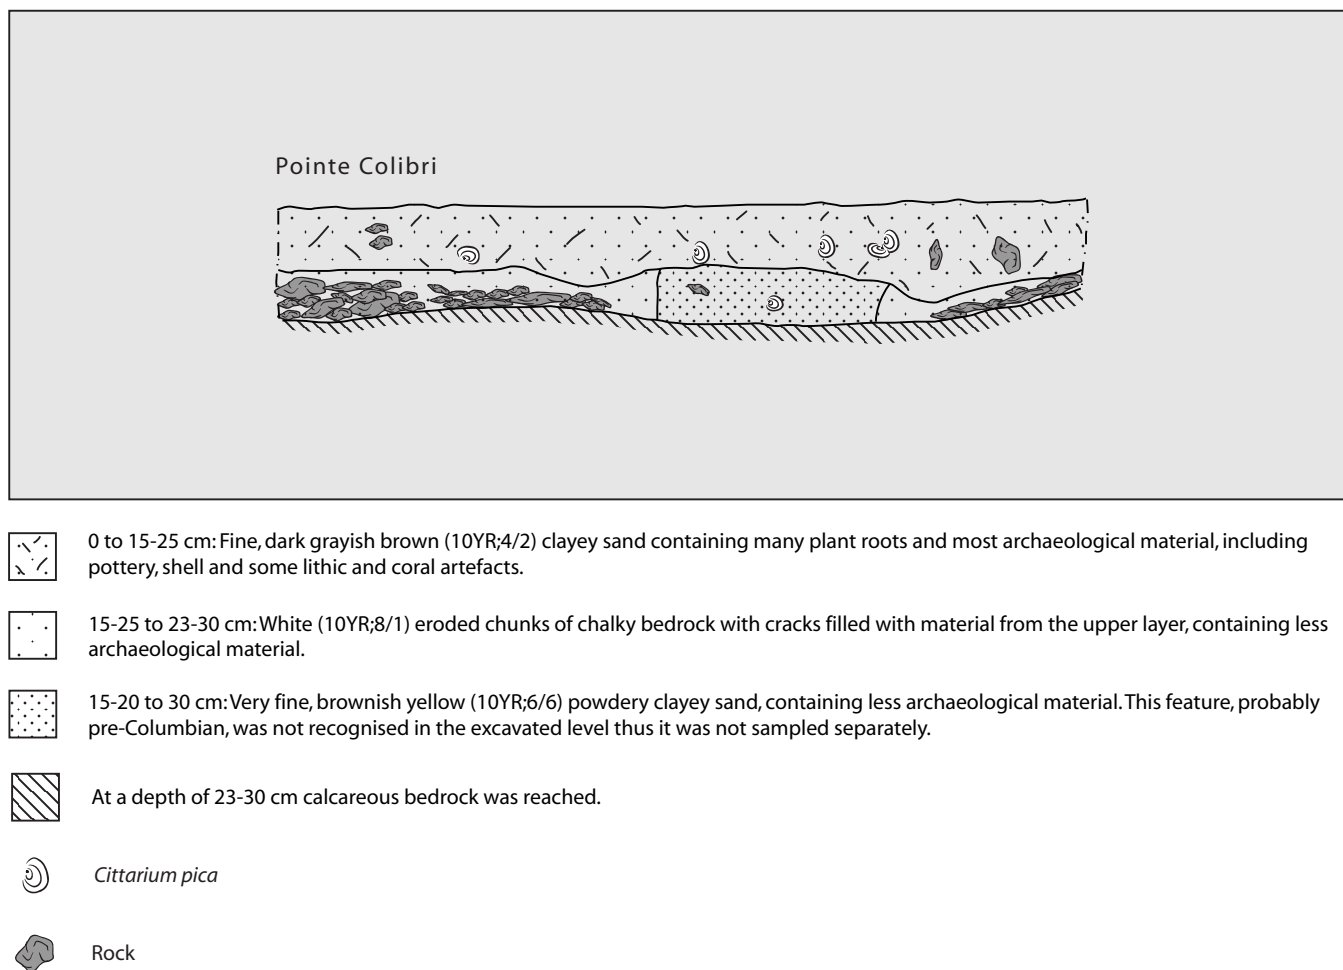 Pointe Colibri
0 to 15-25 cm: Fine, dark grayish brown (10YR;4/2) clayey sand containing many plant roots and most archaeological material, including
pottery, shell and some lithic and coral artefacts.
15-25 to 23-30 cm: White (10YR;8/1) eroded chunks of chalky bedrock with cracks filled with material from the upper layer, containing less
archaeological material.
15-20 to 30 cm: Very fine, brownish yellow (10YR;6/6) powdery clayey sand, containing less archaeological material. This feature, probably
pre-Columbian, was not recognised in the excavated level thus it was not sampled separately.
At a depth of 23-30 cm calcareous bedrock was reached.
Cittarium pica
Rock